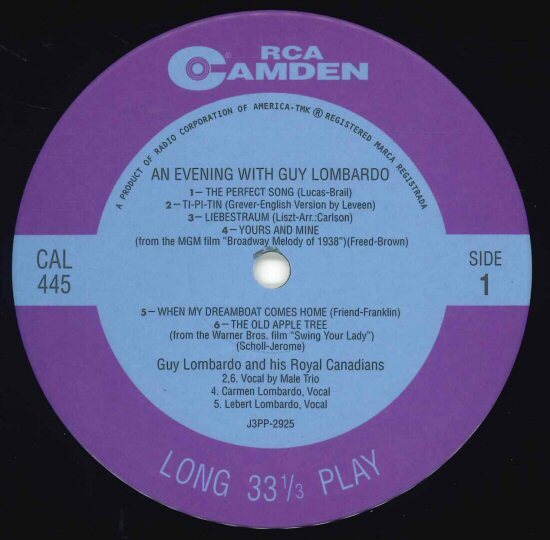 RCA
CAMDEN
®
A PRODUCT OF RADIO CORPORATION OF AMERICA-TMK ® REGISTERED MARCA REGISTRADA
AN EVENING WITH GUY LOMBARDO
1—THE PERFECT SONG (Lucas-Brail)
2—TI-PI-TIN (Grever-English Version by Leveen)
3—LIEBESTRAUM (Liszt-Arr.:Carlson)
4—YOURS AND MINE
(from the MGM film "Broadway Melody of 1938")(Freed-Brown)
CAL
445
SIDE
1
5—WHEN MY DREAMBOAT COMES HOME (Friend-Franklin)
6—THE OLD APPLE TREE
(from the Warner Bros. film "Swing Your Lady")
(Scholl-Jerome)
Guy Lombardo and his Royal Canadians
2,6. Vocal by Male Trio
4. Carmen Lombardo, Vocal
5. Lebert Lombardo, Vocal
J3PP-2925
LONG 33 1/3 PLAY